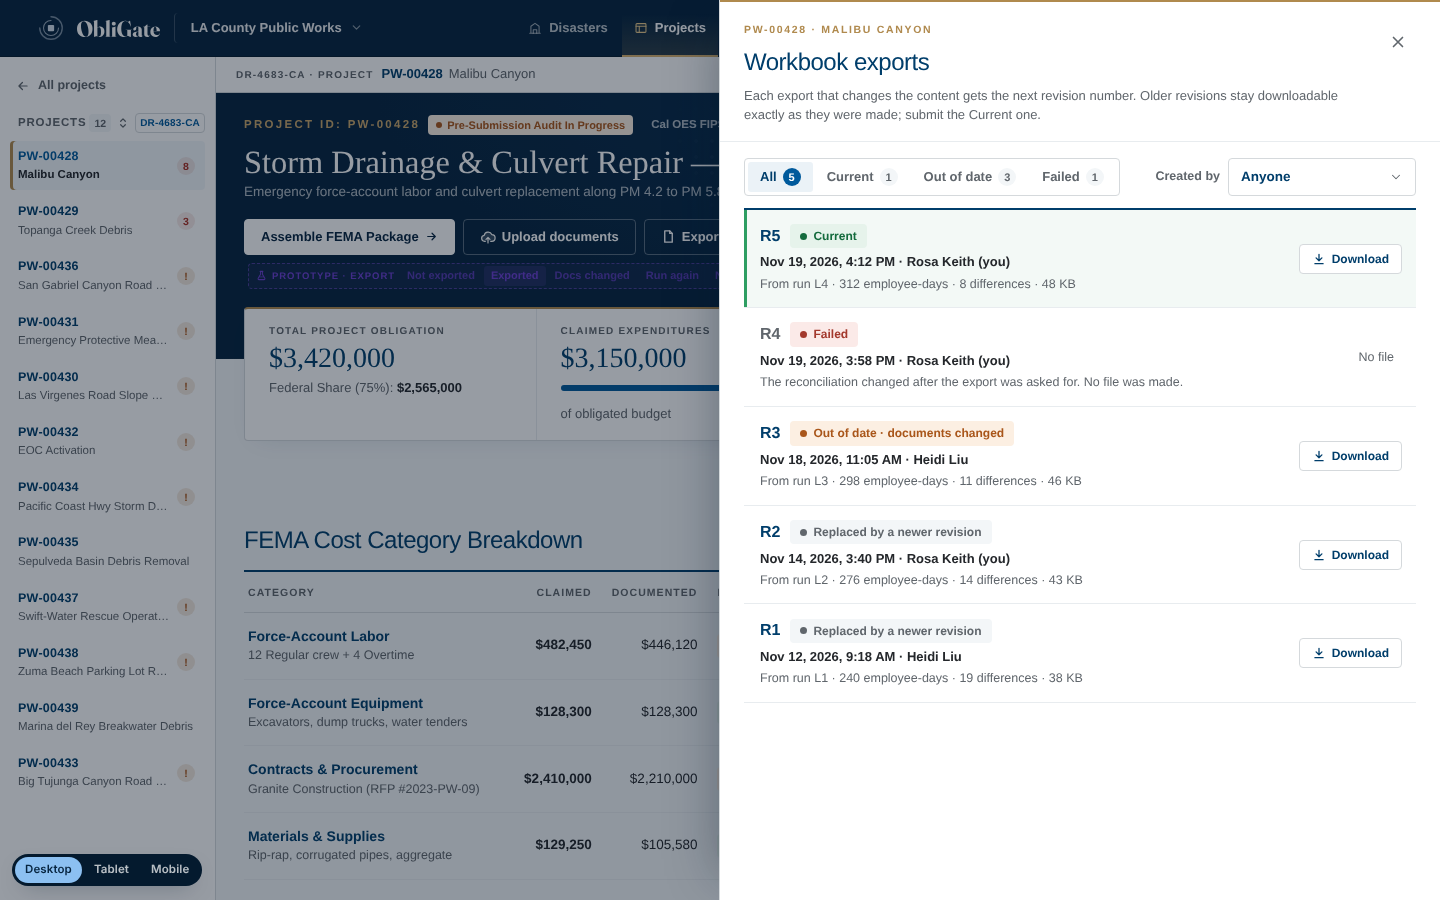 ObliGate
LA County Public Works
Disasters
Projects
All projects
PROJECTS 12
DR-4683-CA
PW-00428
Malibu Canyon
8
PW-00429
Topanga Creek Debris
3
PW-00436
San Gabriel Canyon Road ...
!
PW-00431
Emergency Protective Mea...
!
PW-00430
Las Virgenes Road Slope ...
!
PW-00432
EOC Activation
!
PW-00434
Pacific Coast Hwy Storm D...
!
PW-00435
Sepulveda Basin Debris Removal
PW-00437
Swift-Water Rescue Operat...
!
PW-00438
Zuma Beach Parking Lot R...
!
PW-00439
Marina del Rey Breakwater Debris
PW-00433
Big Tujunga Canyon Road ...
!
Desktop
Tablet
Mobile
DR-4683-CA · PROJECT PW-00428 Malibu Canyon
PROJECT ID: PW-00428
Pre-Submission Audit In Progress
Cal OES FIPS
Storm Drainage & Culvert Repair —
Emergency force-account labor and culvert replacement along PM 4.2 to PM 5.8
Assemble FEMA Package
Upload documents
Expor
PROTOTYPE · EXPORT
Not exported
Exported
Docs changed
Run again
TOTAL PROJECT OBLIGATION
$3,420,000
Federal Share (75%): $2,565,000
CLAIMED EXPENDITURES
$3,150,000
of obligated budget
FEMA Cost Category Breakdown
CATEGORY CLAIMED DOCUMENTED
Force-Account Labor
12 Regular crew + 4 Overtime
$482,450
$446,120
Force-Account Equipment
Excavators, dump trucks, water tenders
$128,300
$128,300
Contracts & Procurement
Granite Construction (RFP #2023-PW-09)
$2,410,000
$2,210,000
Materials & Supplies
Rip-rap, corrugated pipes, aggregate
$129,250
$105,580
PW-00428 · MALIBU CANYON
Workbook exports
Each export that changes the content gets the next revision number. Older revisions stay downloadable
exactly as they were made; submit the Current one.
All 5
Current 1
Out of date 3
Failed 1
Created by
Anyone
R5
Current
Nov 19, 2026, 4:12 PM · Rosa Keith (you)
From run L4 · 312 employee-days · 8 differences · 48 KB
Download
R4
Failed
Nov 19, 2026, 3:58 PM · Rosa Keith (you)
The reconciliation changed after the export was asked for. No file was made.
No file
R3
Out of date · documents changed
Nov 18, 2026, 11:05 AM · Heidi Liu
From run L3 · 298 employee-days · 11 differences · 46 KB
Download
R2
Replaced by a newer revision
Nov 14, 2026, 3:40 PM · Rosa Keith (you)
From run L2 · 276 employee-days · 14 differences · 43 KB
Download
R1
Replaced by a newer revision
Nov 12, 2026, 9:18 AM · Heidi Liu
From run L1 · 240 employee-days · 19 differences · 38 KB
Download